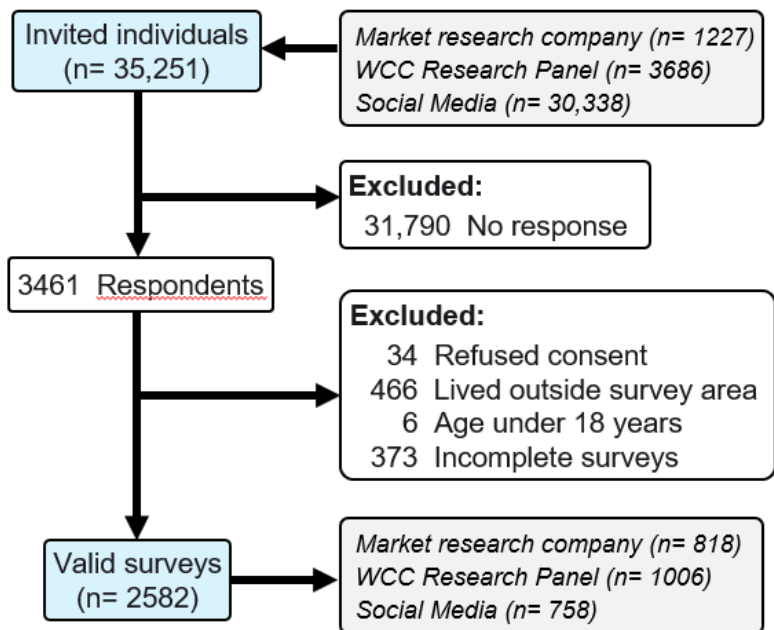 Invited individuals
(n= 35,251)
Market research company (n= 1227)
WCC Research Panel (n= 3686)
Social Media (n= 30,338)
Excluded:
31,790 No response
3461 Respondents
Excluded:
34 Refused consent
466 Lived outside survey area
6 Age under 18 years
373 Incomplete surveys
Valid surveys
(n= 2582)
Market research company (n= 818)
WCC Research Panel (n= 1006)
Social Media (n= 758)